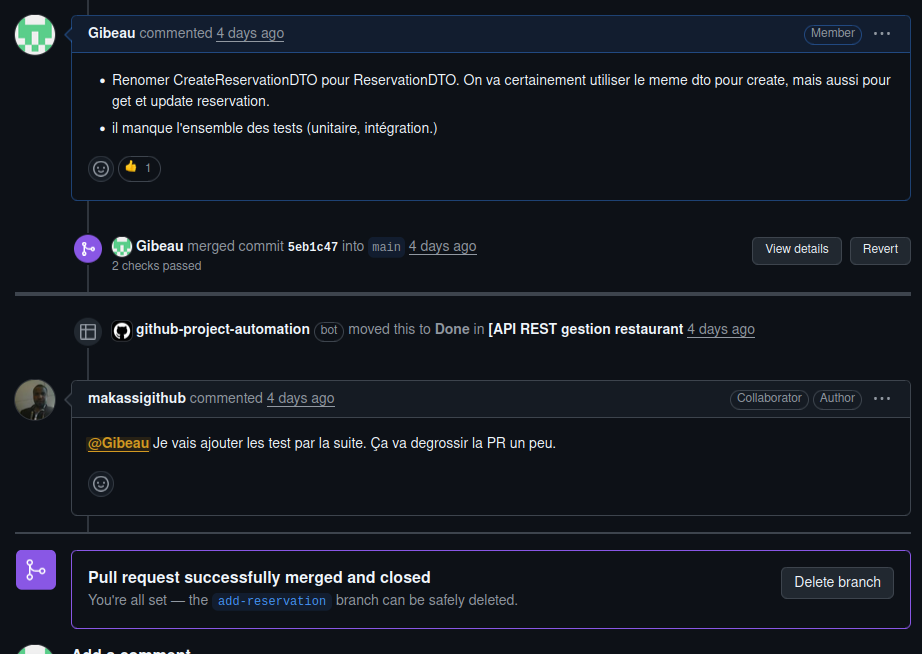 Gibeau commented 4 days ago Member
Renomer CreateReservationDTO pour ReservationDTO. On va certainement utiliser le meme dto pour create, mais aussi pour
get et update reservation.
il manque l'ensemble des tests (unitaire, intégration.)
1
Gibeau merged commit 5eb1c47 into main 4 days ago View details Revert
2 checks passed
github-project-automation bot moved this to Done in [API REST gestion restaurant 4 days ago
makassigithub commented 4 days ago Collaborator Author
@Gibeau Je vais ajouter les test par la suite. Ça va degrossir la PR un peu.
Pull request successfully merged and closed
You're all set — the add-reservation branch can be safely deleted. Delete branch
Add a comment